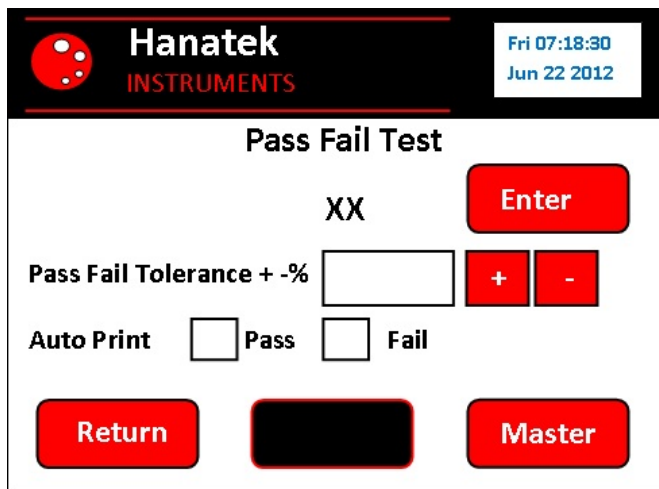 Hanatek
INSTRUMENTS
Fri 07:18:30
Jun 22 2012
Pass Fail Test
XX
Enter
Pass Fail Tolerance + -%
+
-
Auto Print
Pass
Fail
Return
Master